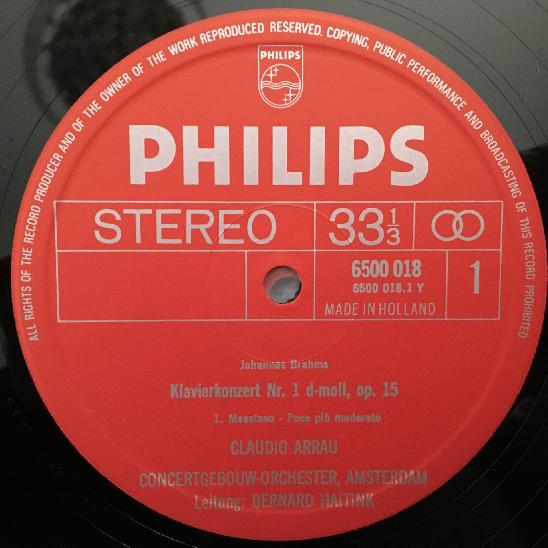 ALL RIGHTS OF THE RECORD PRODUCER AND OF THE OWNER OF THE WORK REPRODUCED RESERVED. COPYING, PUBLIC PERFORMANCE AND BROADCASTING OF THIS RECORD PROHIBITED
PHILIPS
PHILIPS
STEREO 33 1/3
6500 018 1
6500 018.1 Y
MADE IN HOLLAND
Johannes Brahms
Klavierkonzert Nr. 1 d-moll, op. 15
1. Maestoso - Poco più moderato
CLAUDIO ARRAU
CONCERTGEBOUW-ORCHESTER, AMSTERDAM
Leitung: BERNARD HAITINK